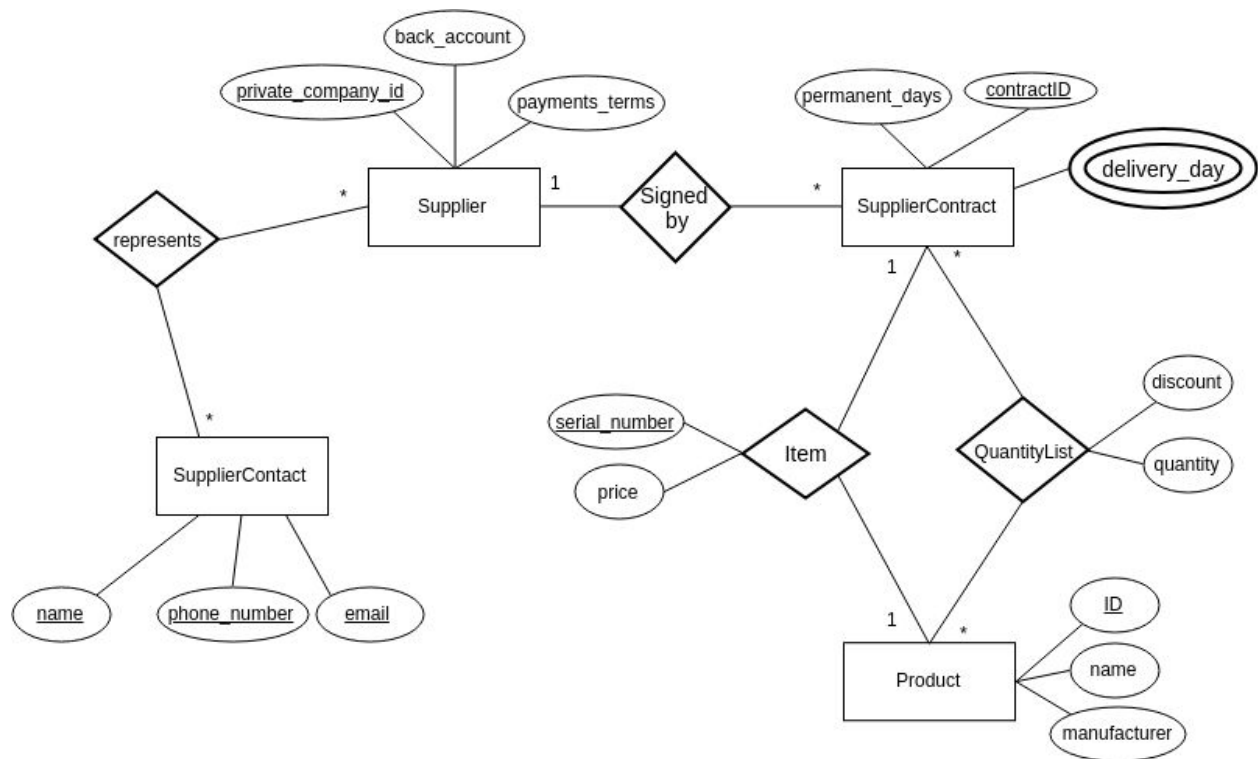 back_account
private_company_id
payments_terms
permanent_days
contractID
delivery_day
Supplier
1
*
Signed
by
*
SupplierContract
represents
1
*
*
SupplierContact
serial_number
price
Item
QuantityList
discount
quantity
name
phone_number
email
1
*
Product
ID
name
manufacturer